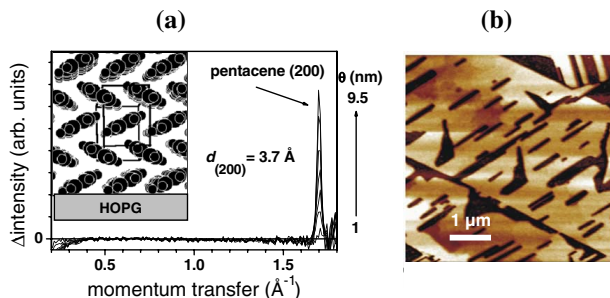 (a)
(b)
Δintensity (arb. units)
pentacene (200)
θ (nm)
9.5
d(200) = 3.7 Å
HOPG
1
0
0.5
1.0
1.5
momentum transfer (Å-1)
1 µm